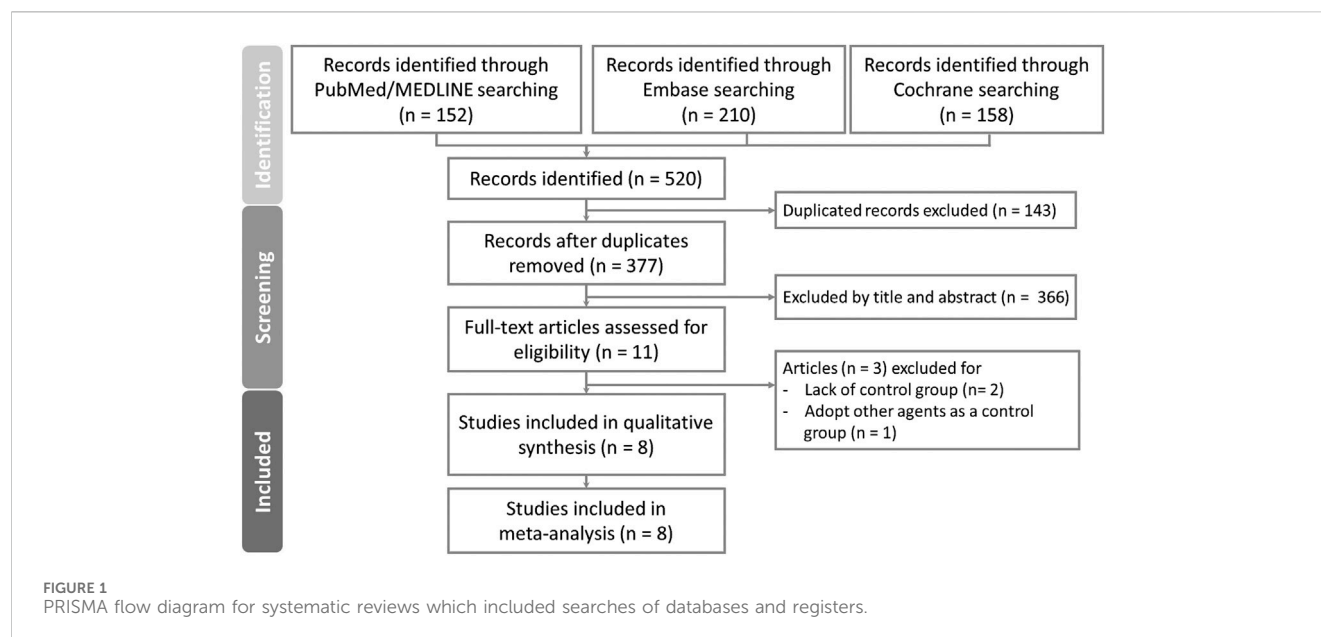 Identification
Records identified through
PubMed/MEDLINE searching
(n = 152)
Records identified through
Embase searching
(n = 210)
Records identified through
Cochrane searching
(n = 158)
Records identified (n = 520)
Screening
Duplicated records excluded (n = 143)
Records after duplicates
removed (n = 377)
Excluded by title and abstract (n =  366)
Full-text articles assessed for
eligibility (n = 11)
Articles (n = 3) excluded for
- Lack of control group (n= 2)
- Adopt other agents as a control
group (n = 1)
Included
Studies included in qualitative
synthesis (n = 8)
Studies included in
meta-analysis (n = 8)
FIGURE 1
PRISMA flow diagram for systematic reviews which included searches of databases and registers.